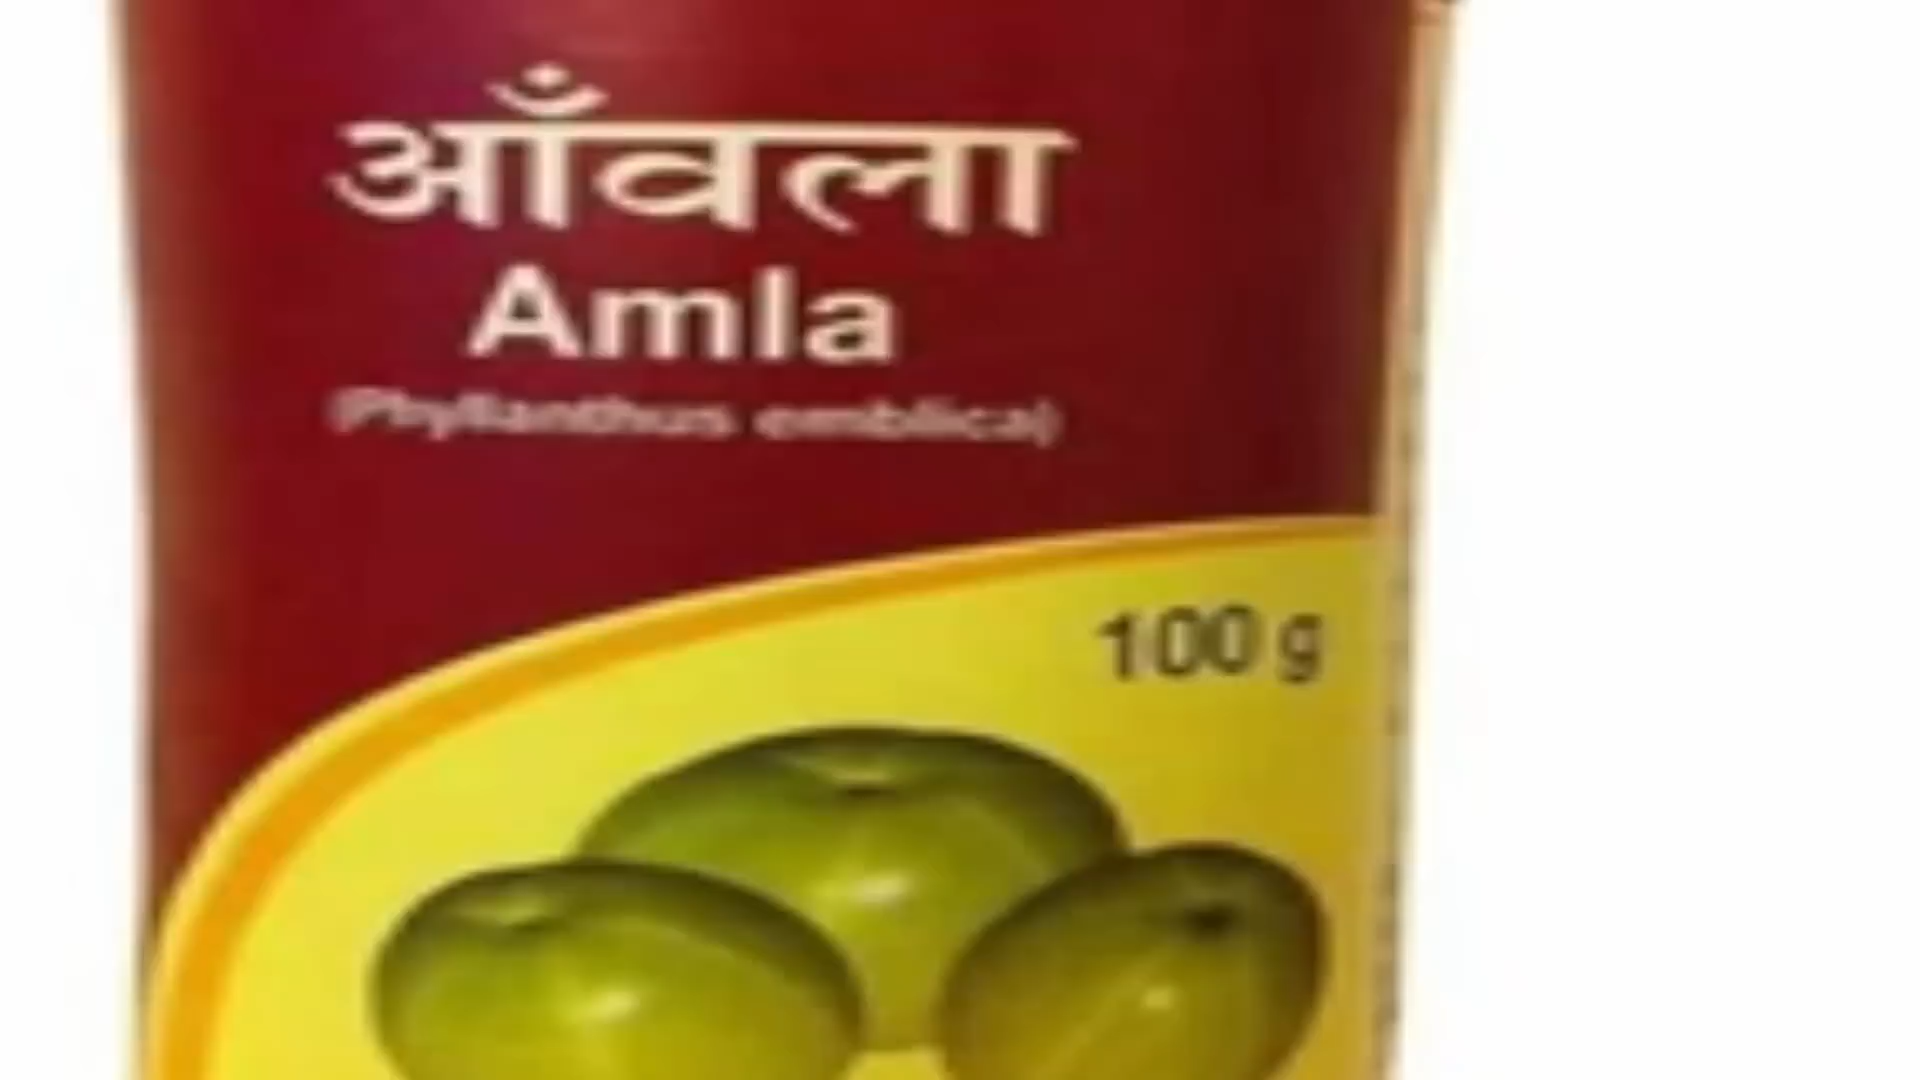 आँवला
Amla
(Phyllanthus emblica)
100 g